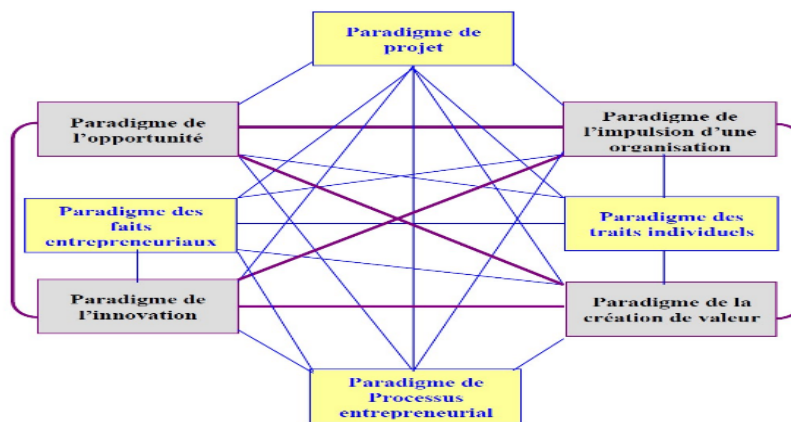 Paradigme de
projet
Paradigme de
l'opportunité
Paradigme de
l'impulsion d'une
organisation
Paradigme des
faits
entrepreneuriaux
Paradigme des
traits individuels
Paradigme de
l'innovation
Paradigme de la
création de valeur
Paradigme de
Processus
entrepreneurial